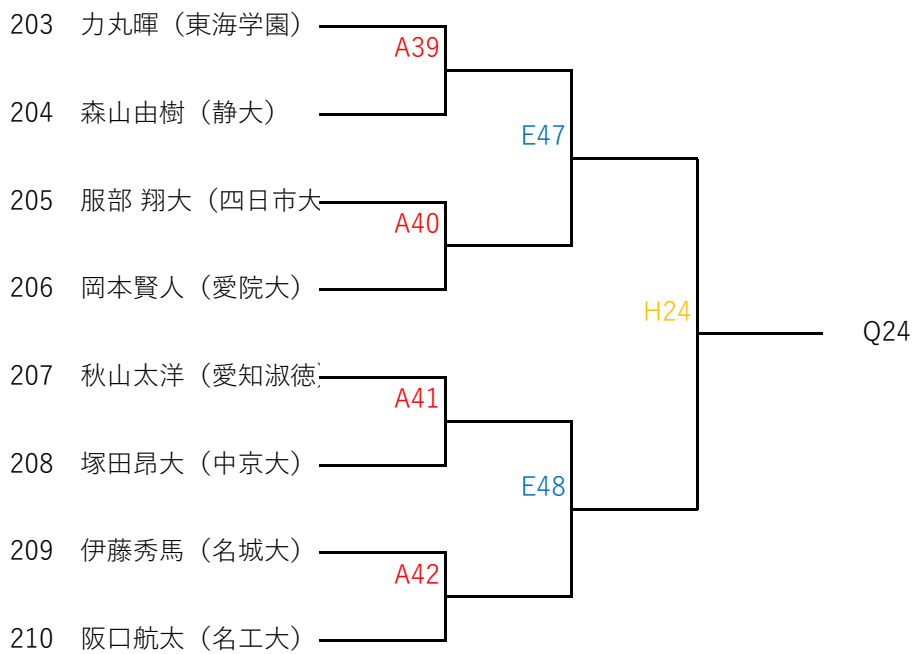 203 力丸暉（東海学園）
A39
204 森山由樹（静大）
E47
205 服部 翔大（四日市大
A40
206 岡本賢人（愛院大）
H24
Q24
207 秋山太洋（愛知淑徳）
A41
208 塚田昂大（中京大）
E48
209 伊藤秀馬（名城大）
A42
210 阪口航太（名工大）